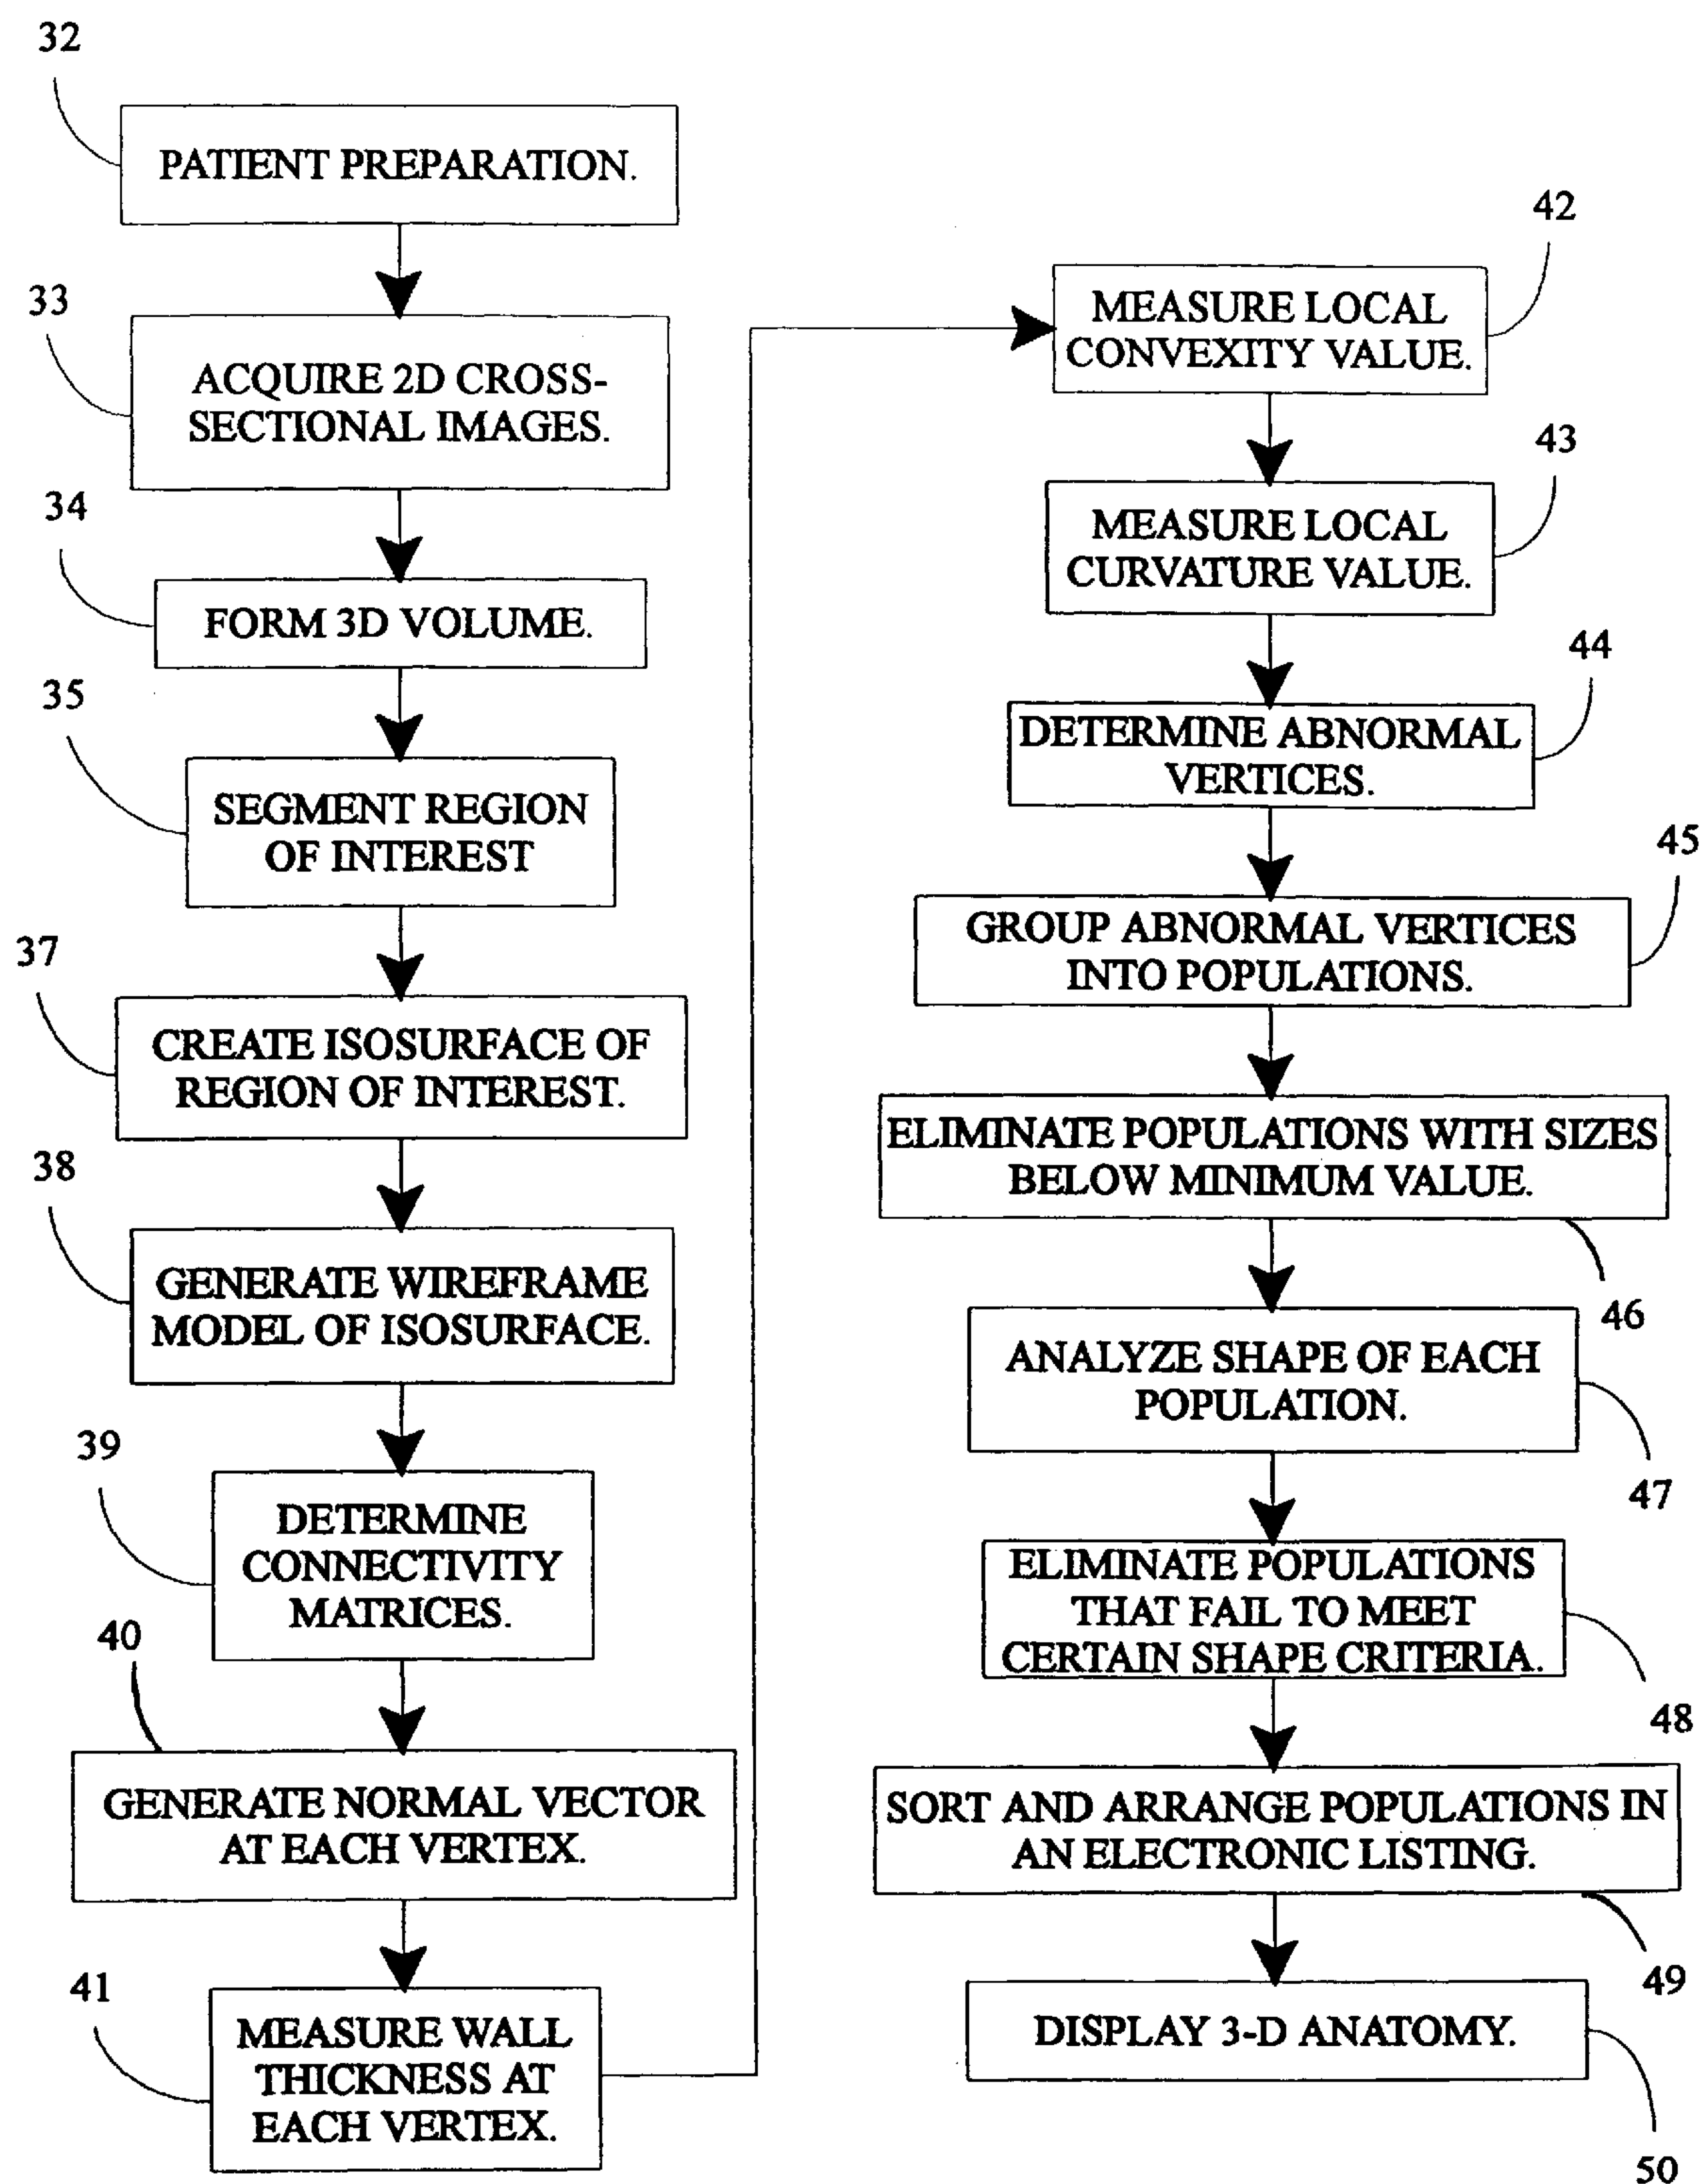 32
PATIENT PREPARATION.
33
ACQUIRE 2D CROSS-
SECTIONAL IMAGES.
34
FORM 3D VOLUME.
35
SEGMENT REGION
OF INTEREST
37
CREATE ISOSURFACE OF
REGION OF INTEREST.
38
GENERATE WIREFRAME
MODEL OF ISOSURFACE.
39
DETERMINE
CONNECTIVITY
MATRICES.
40
GENERATE NORMAL VECTOR
AT EACH VERTEX.
41
MEASURE WALL
THICKNESS AT
EACH VERTEX.
42
MEASURE LOCAL
CONVEXITY VALUE.
43
MEASURE LOCAL
CURVATURE VALUE.
44
DETERMINE ABNORMAL
VERTICES.
45
GROUP ABNORMAL VERTICES
INTO POPULATIONS.
ELIMINATE POPULATIONS WITH SIZES
BELOW MINIMUM VALUE.
46
ANALYZE SHAPE OF EACH
POPULATION.
47
ELIMINATE POPULATIONS
THAT FAIL TO MEET
CERTAIN SHAPE CRITERIA.
48
SORT AND ARRANGE POPULATIONS IN
AN ELECTRONIC LISTING.
49
DISPLAY 3-D ANATOMY.
50